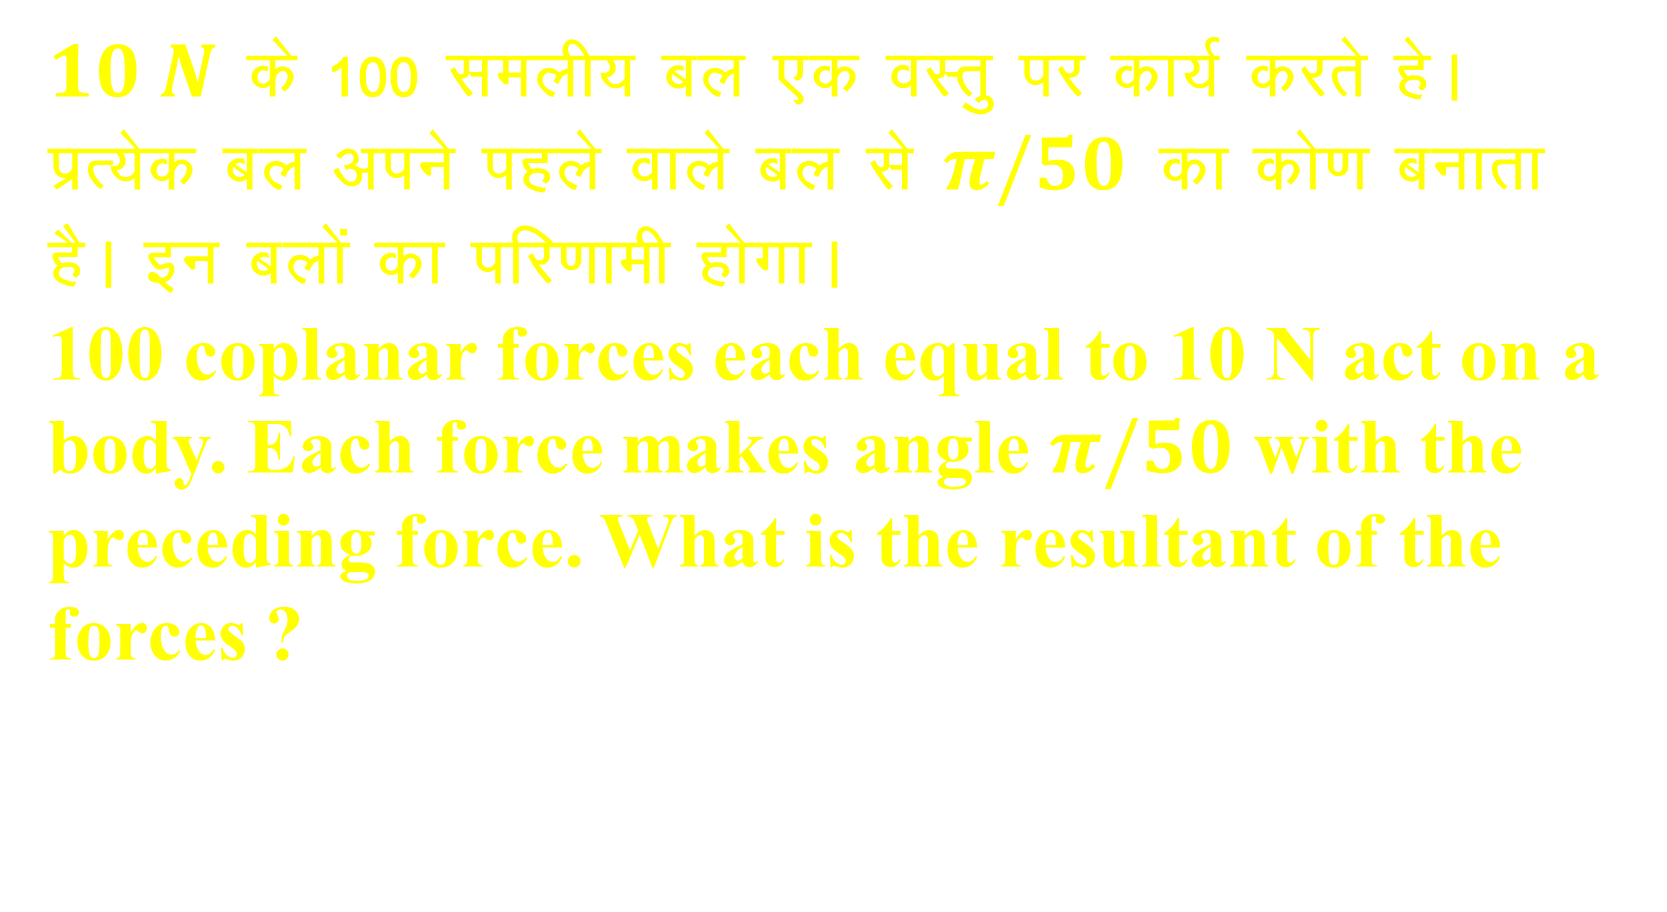 10 N के 100 समलीय बल एक वस्तु पर कार्य करते हे।
प्रत्येक बल अपने पहले वाले बल से π/50 का कोण बनाता
है। इन बलों का परिणामी होगा।
100 coplanar forces each equal to 10 N act on a
body. Each force makes angle π/50 with the
preceding force. What is the resultant of the
forces ?